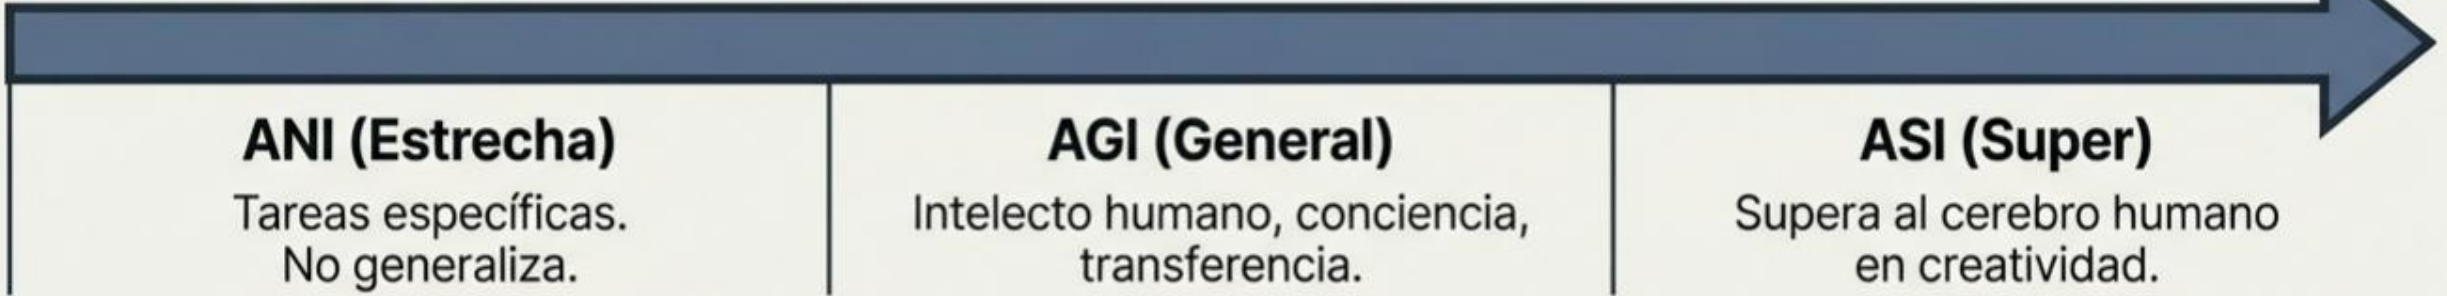 ANI (Estrecha)
Tareas específicas.
No generaliza.
AGI (General)
Intelecto humano, conciencia,
transferencia.
ASI (Super)
Supera al cerebro humano
en creatividad.